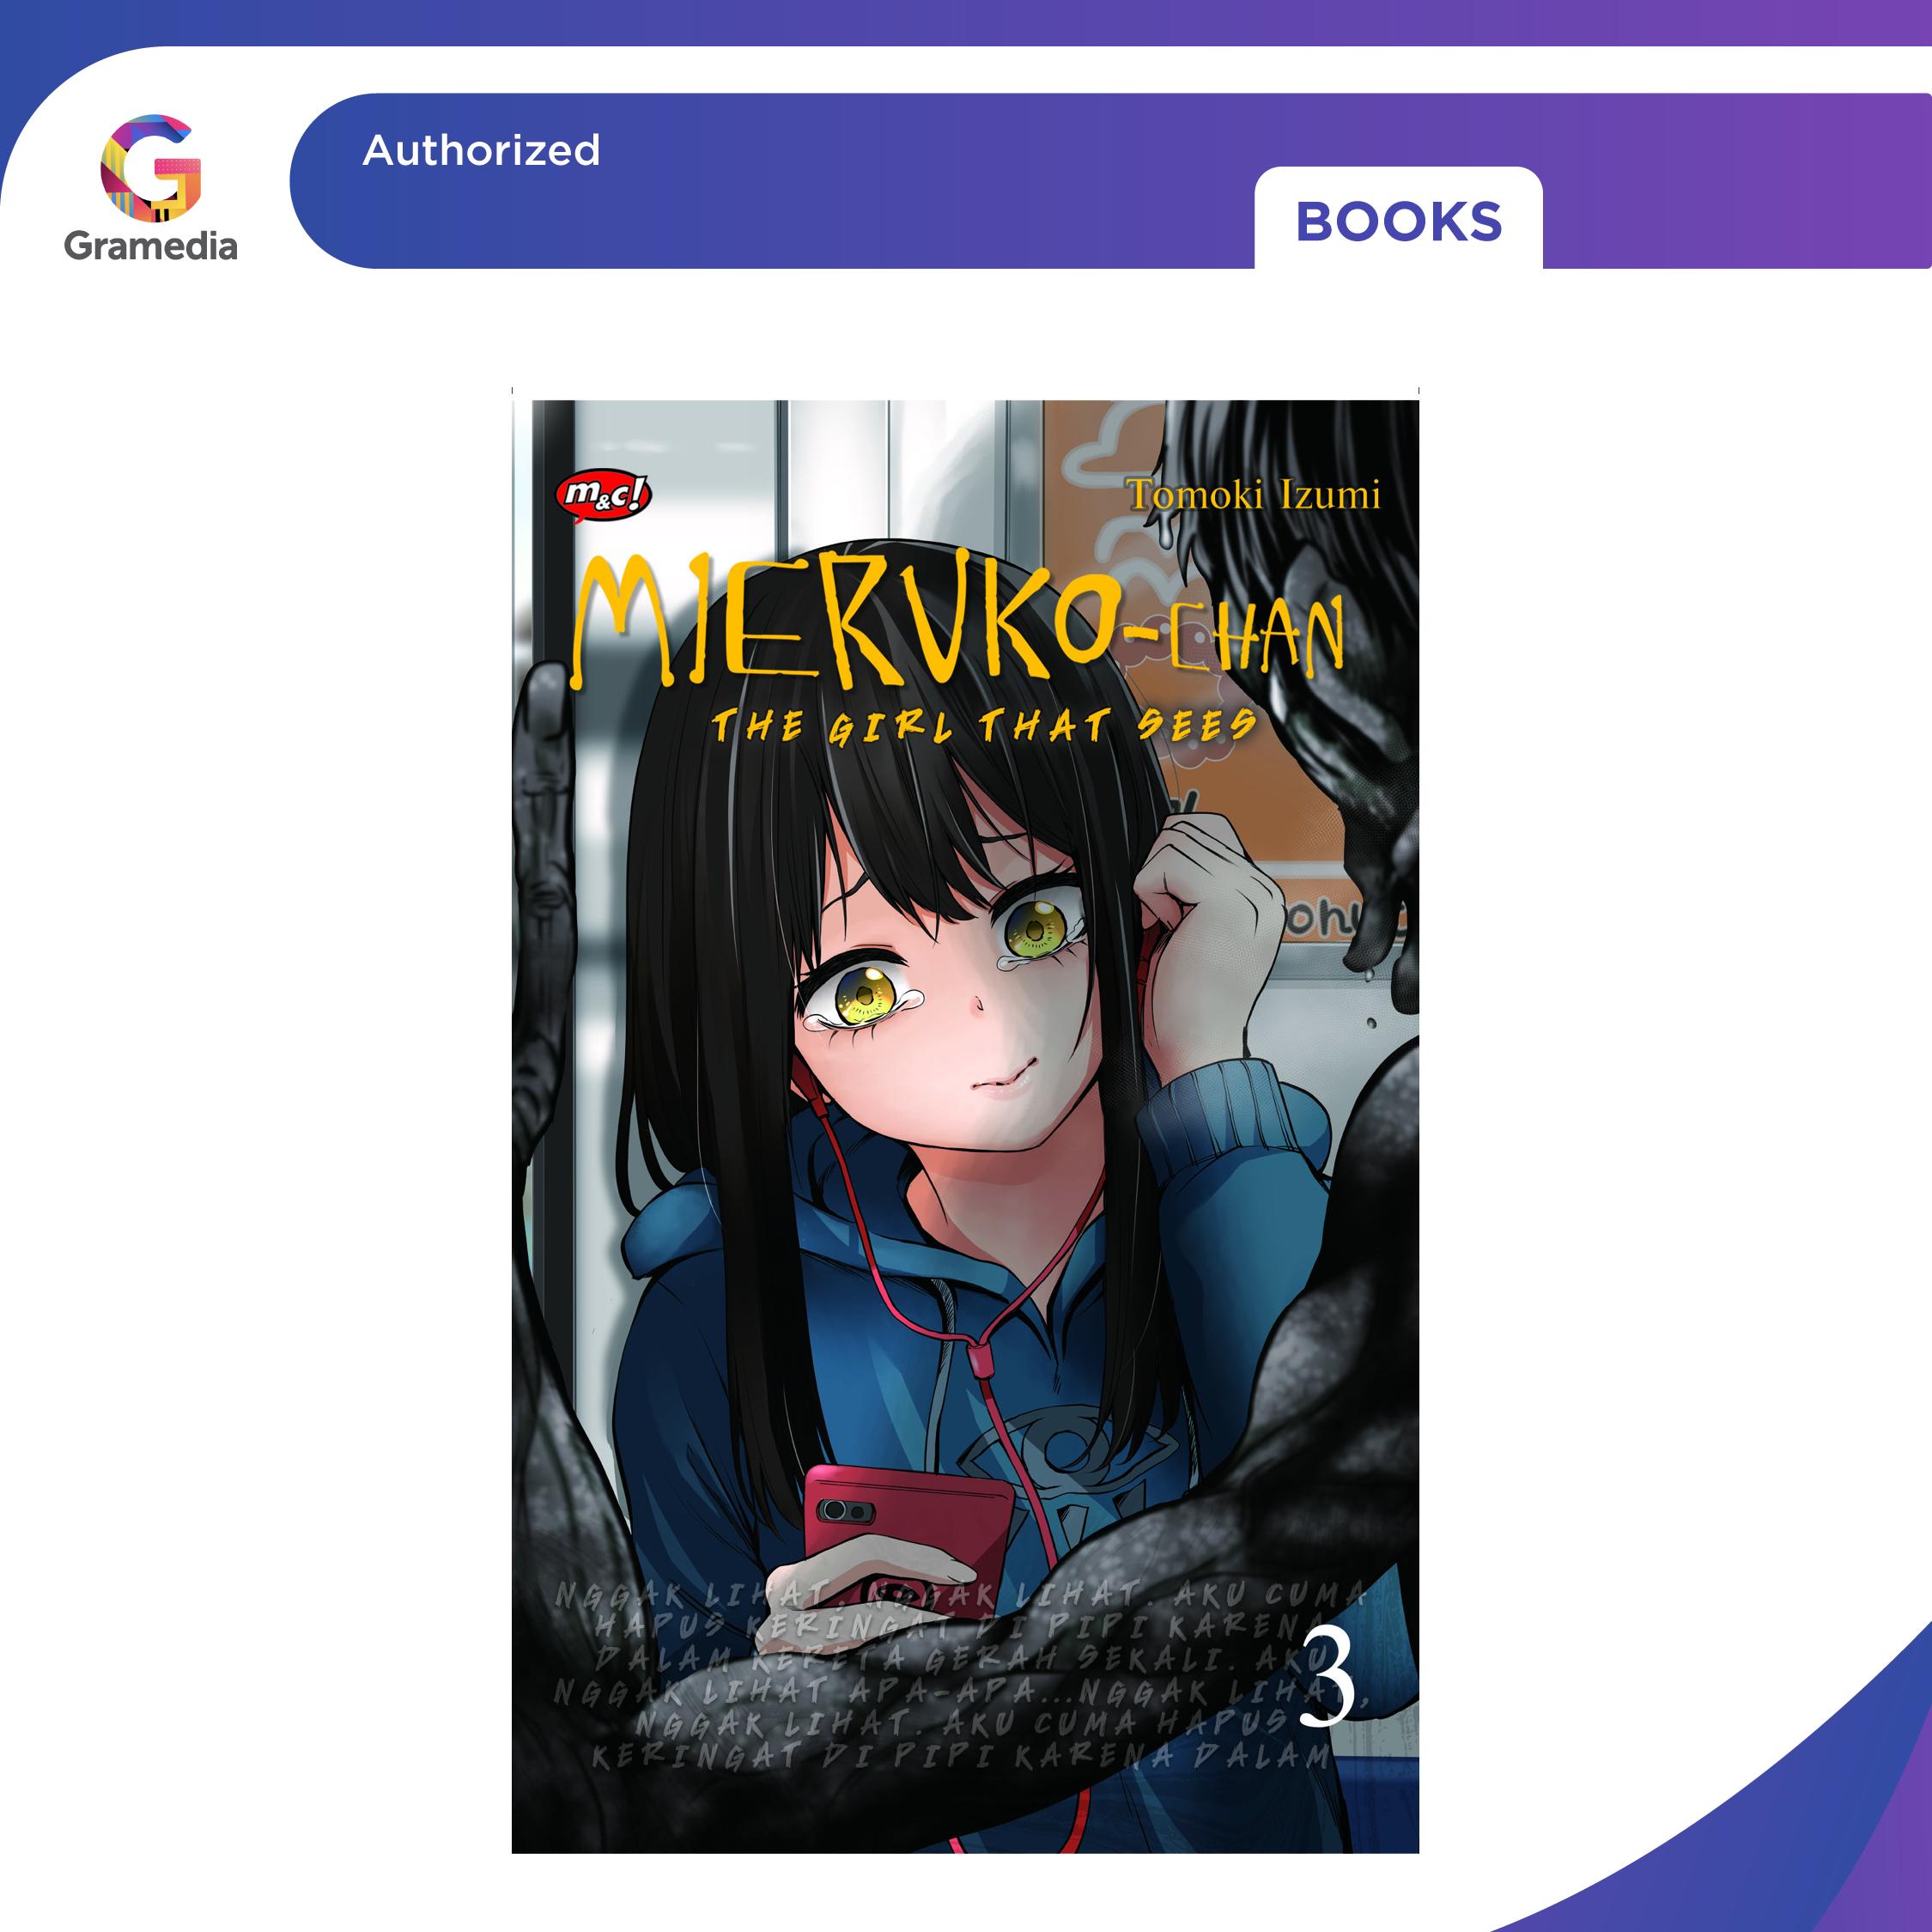 Authorized
Gramedia
BOOKS
m&c!
Tomoki Izumi
MIERUKO-CHAN
THE GIRL THAT SEES
NGGAK LIHAT, NGGAK LIHAT. AKU CUMA
HAPUS KERINGAT DI PIPI KARENA
DALAM KERETA GERAH SEKALI. AKU
NGGAK LIHAT APA-APA...NGGAK LIHAT,
NGGAK LIHAT. AKU CUMA HAPUS
KERINGAT DI PIPI KARENA DALAM
3